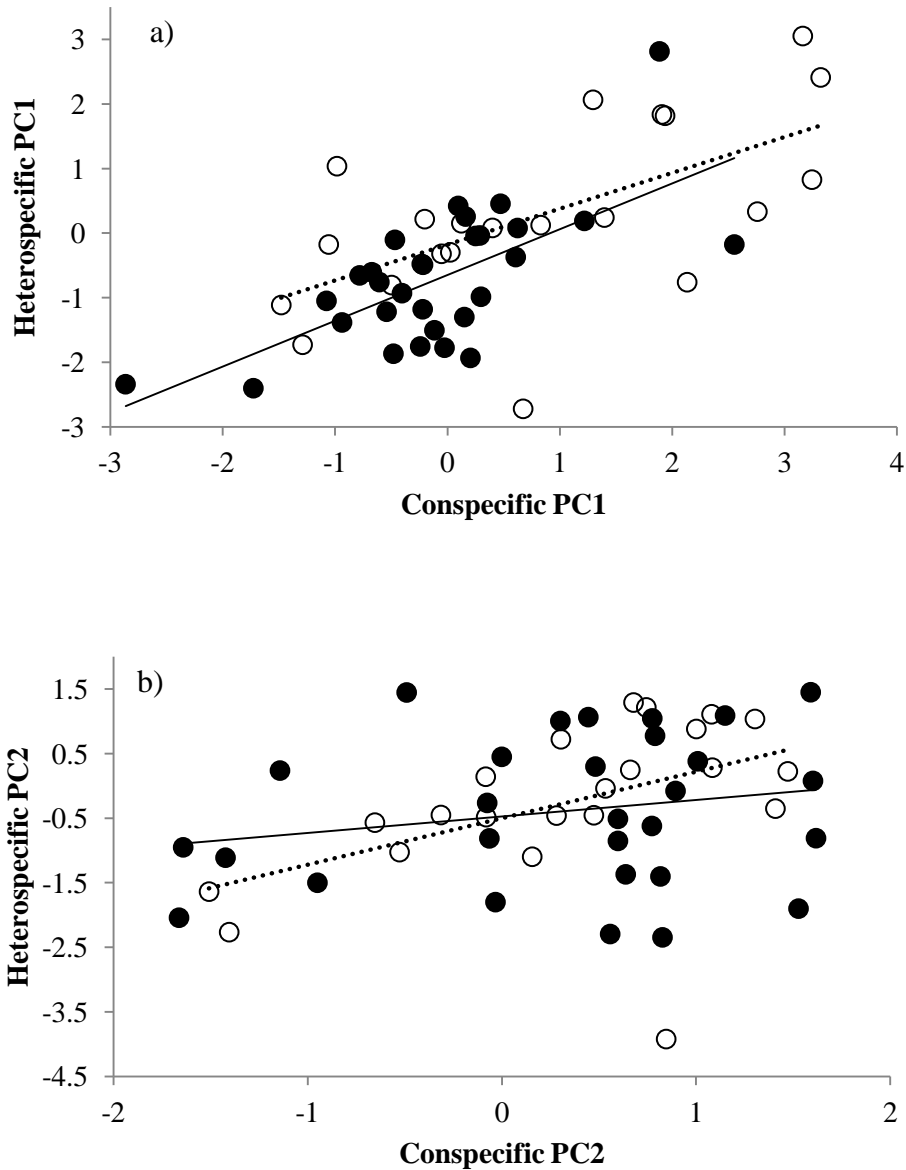 a)
3
2
1
0
-1
-2
-3
Heterospecific PC1
-3 -2 -1 0 1 2 3 4
Conspecific PC1
b)
1.5
0.5
-0.5
-1.5
-2.5
-3.5
-4.5
Heterospecific PC2
-2 -1 0 1 2
Conspecific PC2